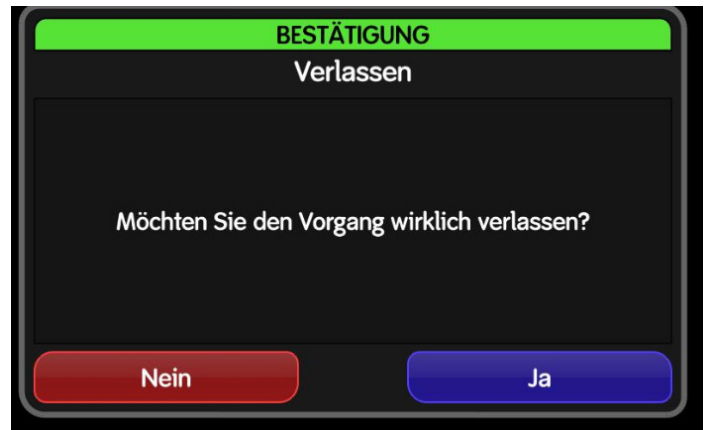 BESTÄTIGUNG
Verlassen
Möchten Sie den Vorgang wirklich verlassen?
Nein
Ja